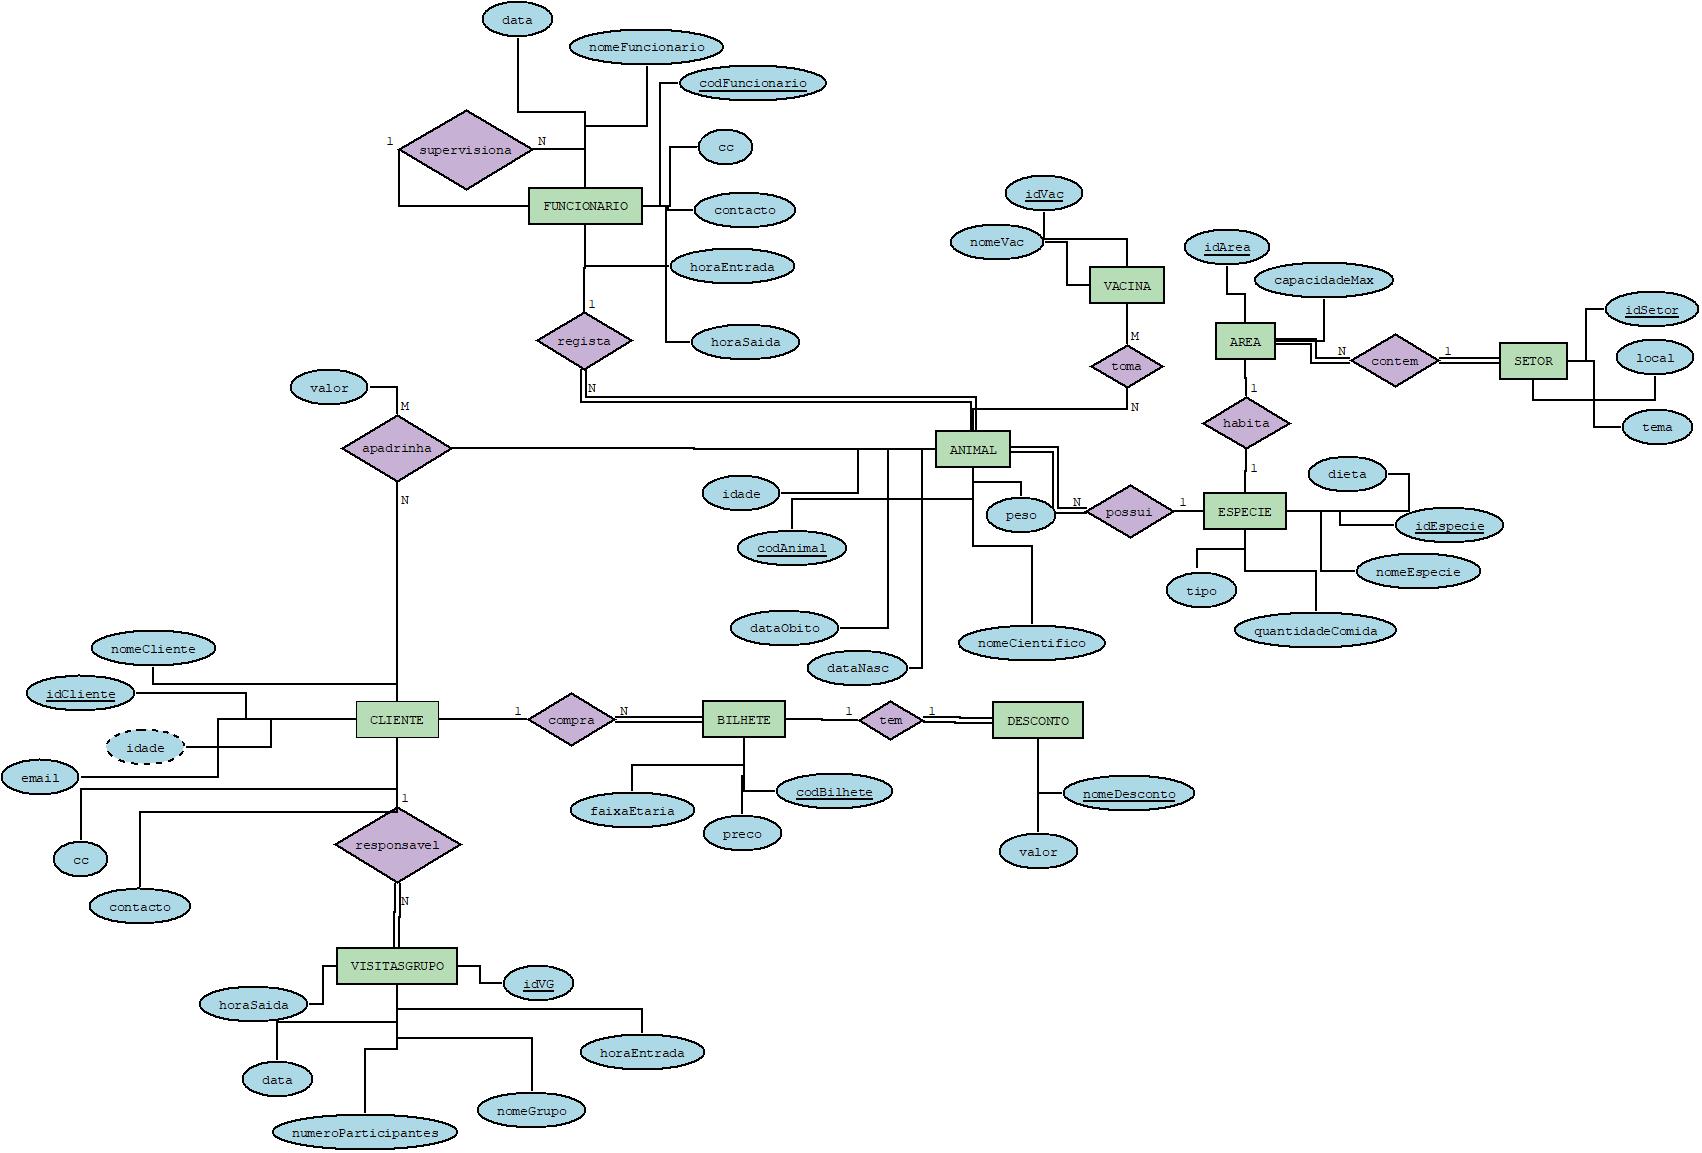 data
nomeFuncionario
codFuncionario
1
supervisiona
N
cc
FUNCIONARIO
contacto
horaEntrada
1
regista
horaSaida
N
idVac
nomeVac
VACINA
M
toma
N
idArea
capacidadeMax
AREA
N
contem
1
SETOR
idSetor
local
tema
1
habita
1
valor
M
apadrinha
N
ANIMAL
idade
peso
codAnimal
dataObito
dataNasc
nomeCientifico
N
possui
1
ESPECIE
dieta
idEspecie
nomeEspecie
tipo
quantidadeComida
nomeCliente
idCliente
idade
email
cc
contacto
CLIENTE
1
compra
N
BILHETE
1
tem
1
DESCONTO
faixaEtaria
preco
codBilhete
nomeDesconto
valor
1
responsavel
N
VISITASGRUPO
idVG
horaSaida
data
horaEntrada
nomeGrupo
numeroParticipantes